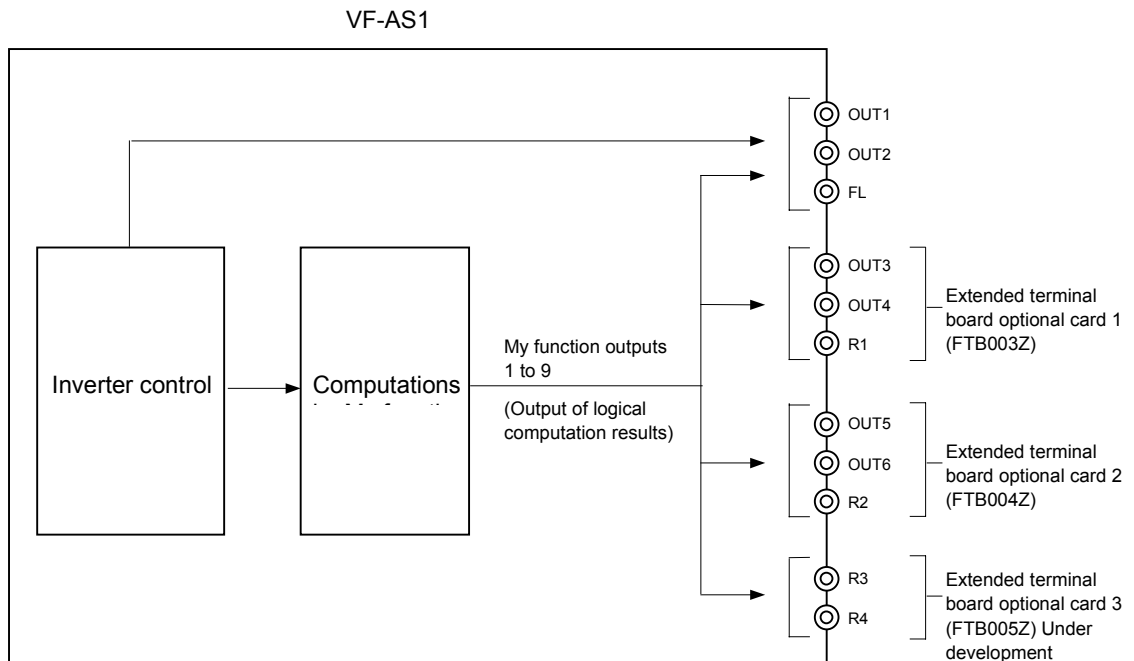 VF-AS1
OUT1
OUT2
FL
OUT3
OUT4
R1
Extended terminal
board optional card 1
(FTB003Z)
Inverter control
Computations
My function outputs
1 to 9
(Output of logical
computation results)
OUT5
OUT6
R2
Extended terminal
board optional card 2
(FTB004Z)
R3
R4
Extended terminal
board optional card 3
(FTB005Z) Under
development